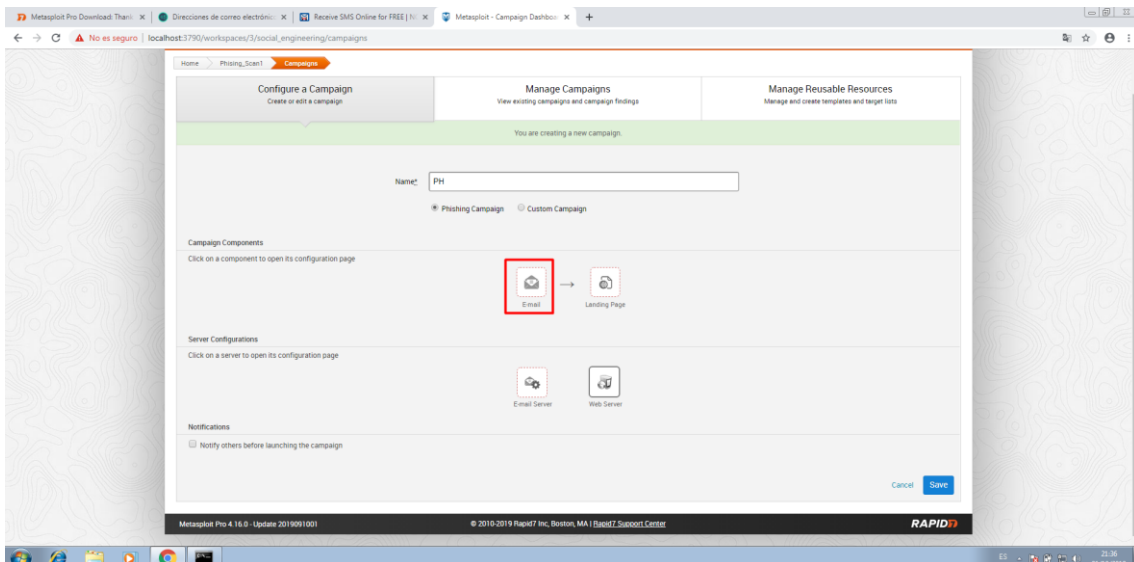 Metasploit Pro Download: Thank
Direcciones de correo electrónic
Receive SMS Online for FREE | NO
Metasploit - Campaign Dashboa
No es seguro | localhost:3790/workspaces/3/social_engineering/campaigns
Home Phising_Scan1 Campaigns
Configure a Campaign
Create or edit a campaign
Manage Campaigns
View existing campaigns and campaign findings
Manage Reusable Resources
Manage and create templates and target lists
You are creating a new campaign.
Name* PH
Phishing Campaign Custom Campaign
Campaign Components
Click on a component to open its configuration page
E-mail
Landing Page
Server Configurations
Click on a server to open its configuration page
E-mail Server
Web Server
Notifications
Notify others before launching the campaign
Cancel Save
Metasploit Pro 4.16.0 - Update 2019091001
© 2010-2019 Rapid7 Inc, Boston, MA | Rapid7 Support Center
RAPID7
ES
21:36